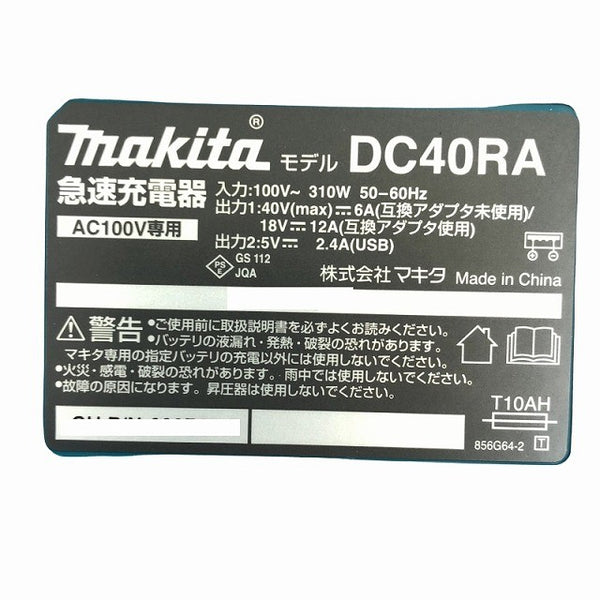 makita® モデル DC40RA
急速充電器 入力:100V~ 310W 50-60Hz
出力1:40V(max)⎓6A(互換アダプタ未使用)/
AC100V専用 18V⎓12A(互換アダプタ使用)
出力2:5V⎓ 2.4A(USB)
PS
E
GS 112
JQA
株式会社マキタ Made in China
⚠警告 •ご使用前に取扱説明書を必ずよくお読みください。
•バッテリの液漏れ・発熱・破裂の恐れがあります。
マキタ専用の指定バッテリの充電以外には使用しないでください。
•火災・感電・破裂の恐れがあります。雨中では使用しないでください。
•故障の原因になります。昇圧器は使用しないでください。
T10AH
856G64-2 T